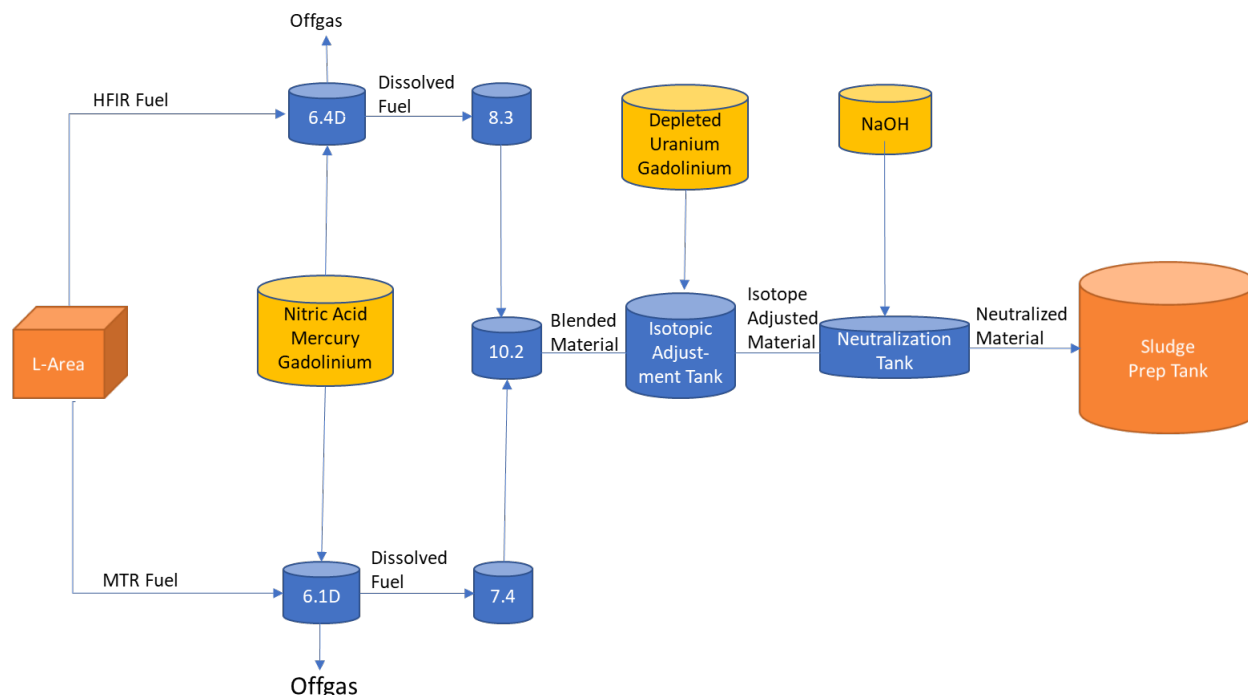 Offgas
HFIR Fuel
6.4D
Dissolved
Fuel
8.3
Depleted
Uranium
Gadolinium
NaOH
L-Area
Nitric Acid
Mercury
Gadolinium
10.2
Blended
Material
Isotopic
Adjust-
ment Tank
Isotope
Adjusted
Material
Neutralization
Tank
Neutralized
Material
Sludge
Prep Tank
MTR Fuel
6.1D
Dissolved
Fuel
7.4
Offgas